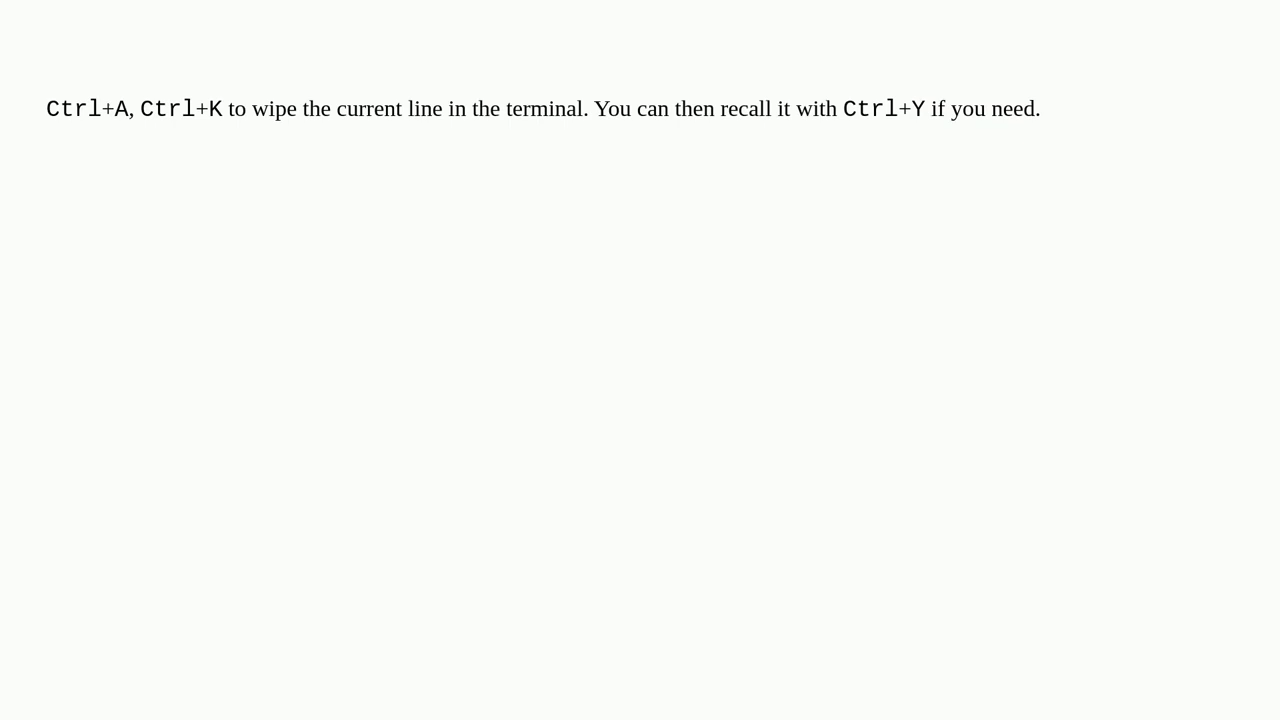 Ctrl+A, Ctrl+K to wipe the current line in the terminal. You can then recall it with Ctrl+Y if you need.